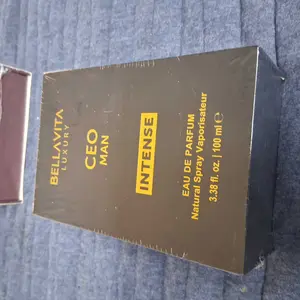 BELLAVITA
LUXURY
CEO
MAN
INTENSE
EAU DE PARFUM
Natural Spray Vaporisateur
3.38 fl. oz. | 100 ml ℮